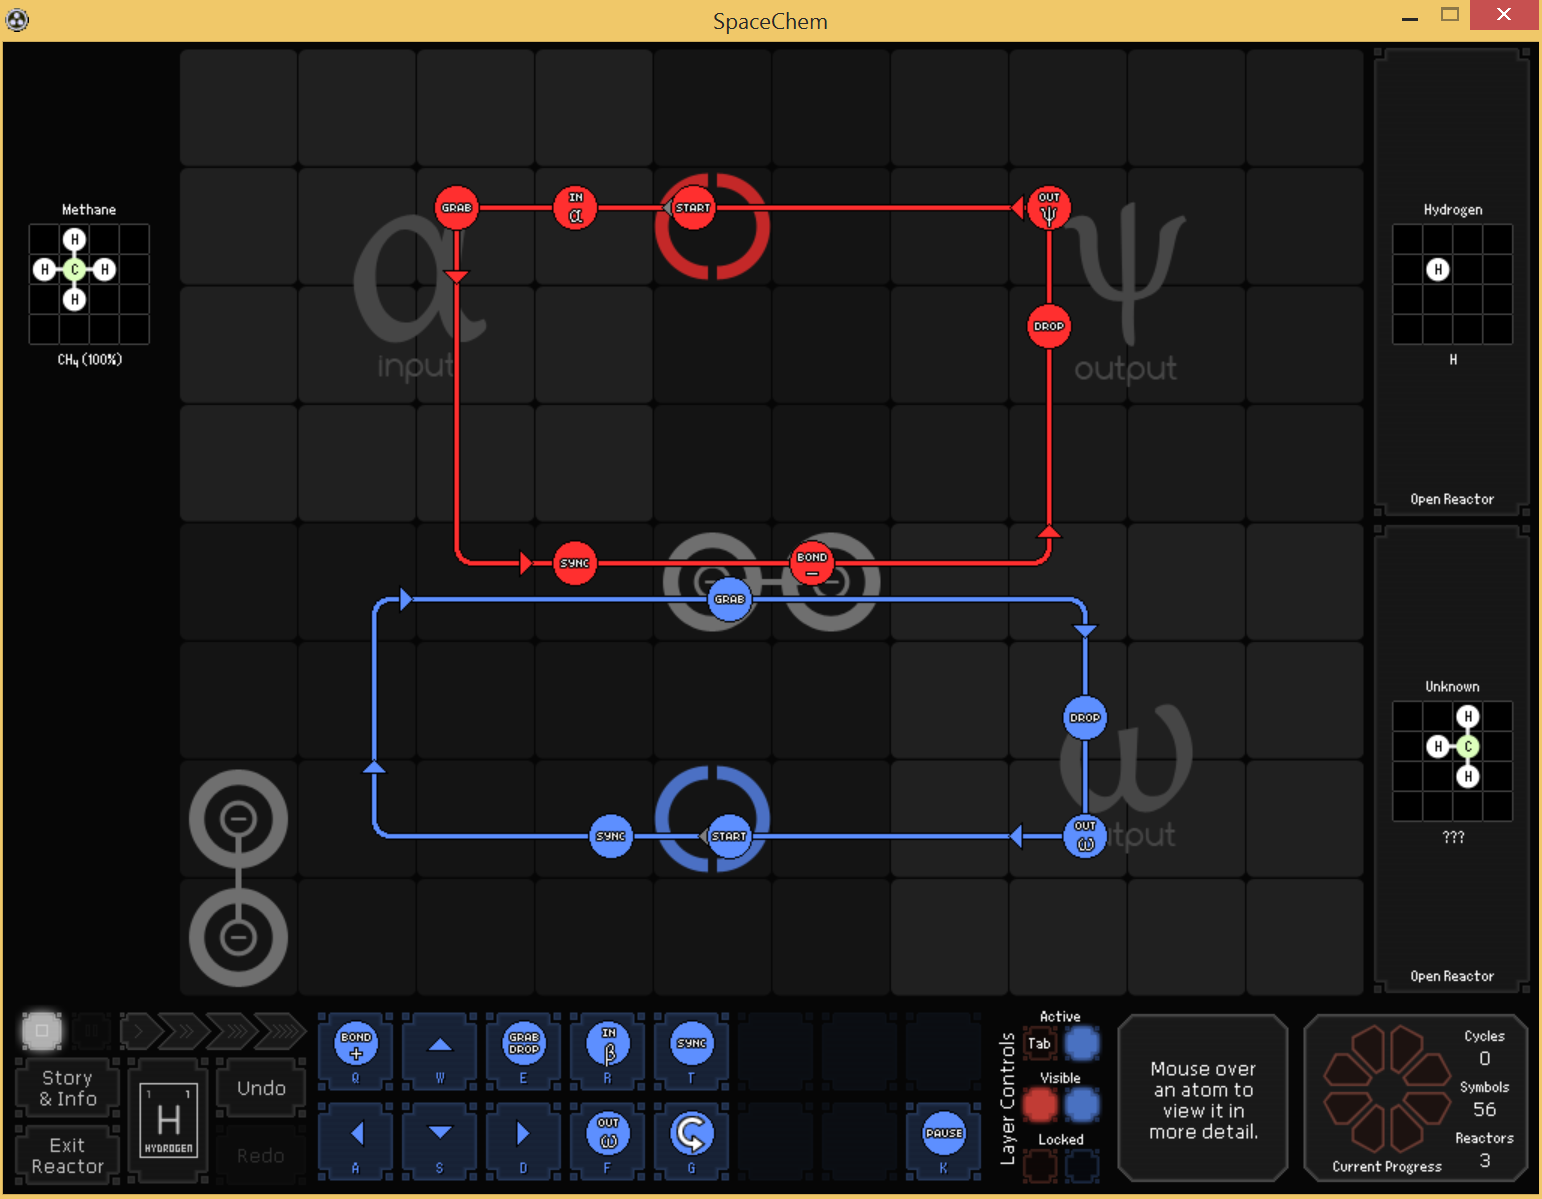 SpaceChem
Methane
H
H C H
H
CH₄ (100%)
α
input
GRAB
IN
α
START
OUT
ψ
DROP
ψ
output
SYNC
BOND
−
GRAB
DROP
ω
output
OUT
ω
START
SYNC
Hydrogen
H
H
Open Reactor
Unknown
H
H C
H
???
Open Reactor
Story
& Info
Exit
Reactor
1 1
H
HYDROGEN
Undo
Redo
BOND
+
Q
W
GRAB
DROP
E
IN
β
R
SYNC
T
A
S
D
OUT
ω
F
G
PAUSE
K
Layer Controls
Active
Tab
Visible
Locked
Mouse over
an atom to
view it in
more detail.
Cycles
0
Symbols
56
Reactors
3
Current Progress